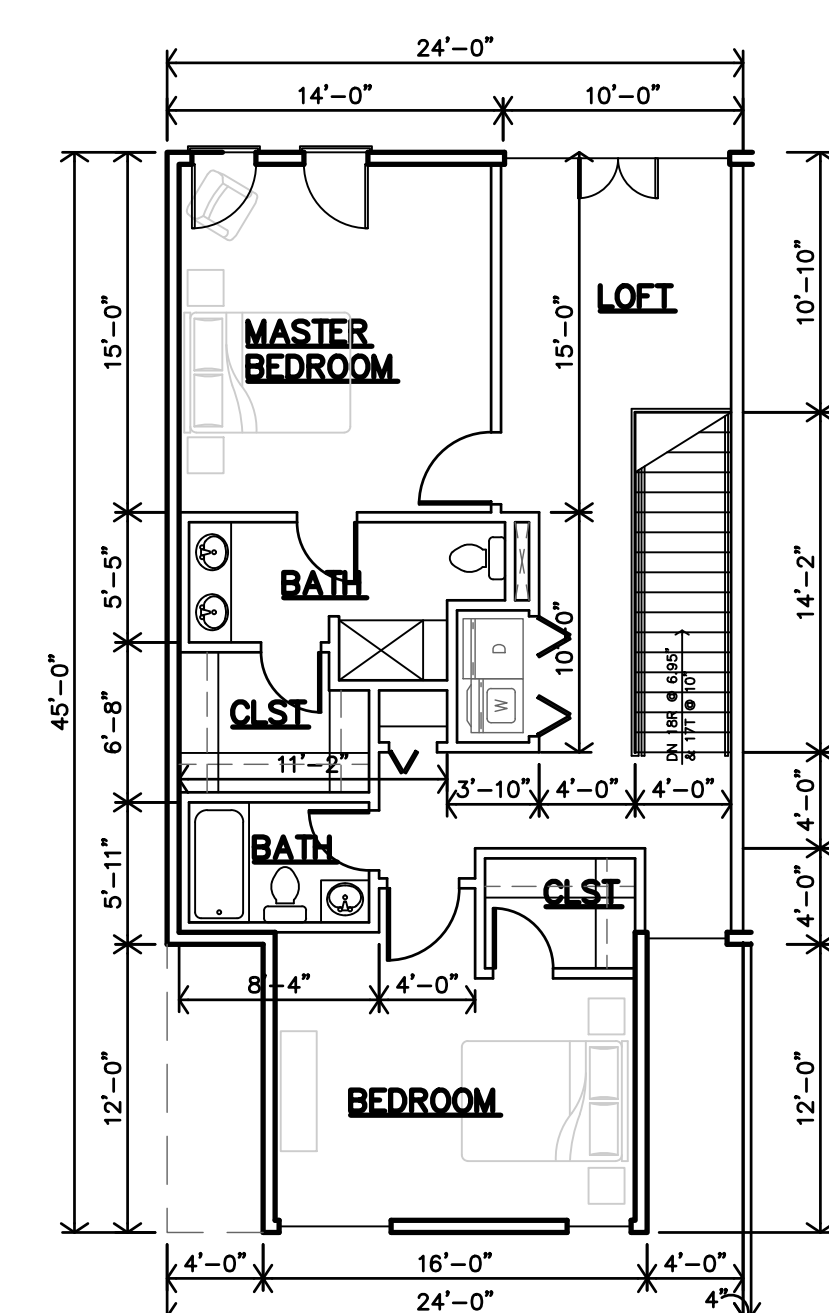 24'-0"
14'-0"
10'-0"
LOFT
10'-10"
15'-0"
15'-0"
MASTER
BEDROOM
5'-5"
BATH
14'-2"
10'-0"
D
W
45'-0"
6'-8"
CLST
DN 18R @ 6.95'
& 17T @ 10"
11'-2"
3'-10"
4'-0"
4'-0"
4'-0"
BATH
5'-11"
CLST
4'-0"
8'-4"
4'-0"
12'-0"
BEDROOM
12'-0"
4'-0"
16'-0"
4'-0"
24'-0"
4"